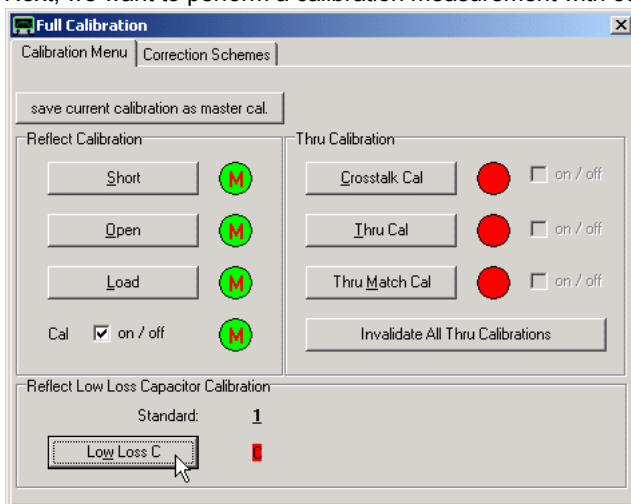 Next, we want to perform a calibration measurement with
Full Calibration
Calibration Menu
Correction Schemes
save current calibration as master cal.
Reflect Calibration
Short
M
Open
M
Load
M
Cal
on / off
M
Thru Calibration
Crosstalk Cal
on / off
Thru Cal
on / off
Thru Match Cal
on / off
Invalidate All Thru Calibrations
Reflect Low Loss Capacitor Calibration
Standard: 1
Low Loss C
C